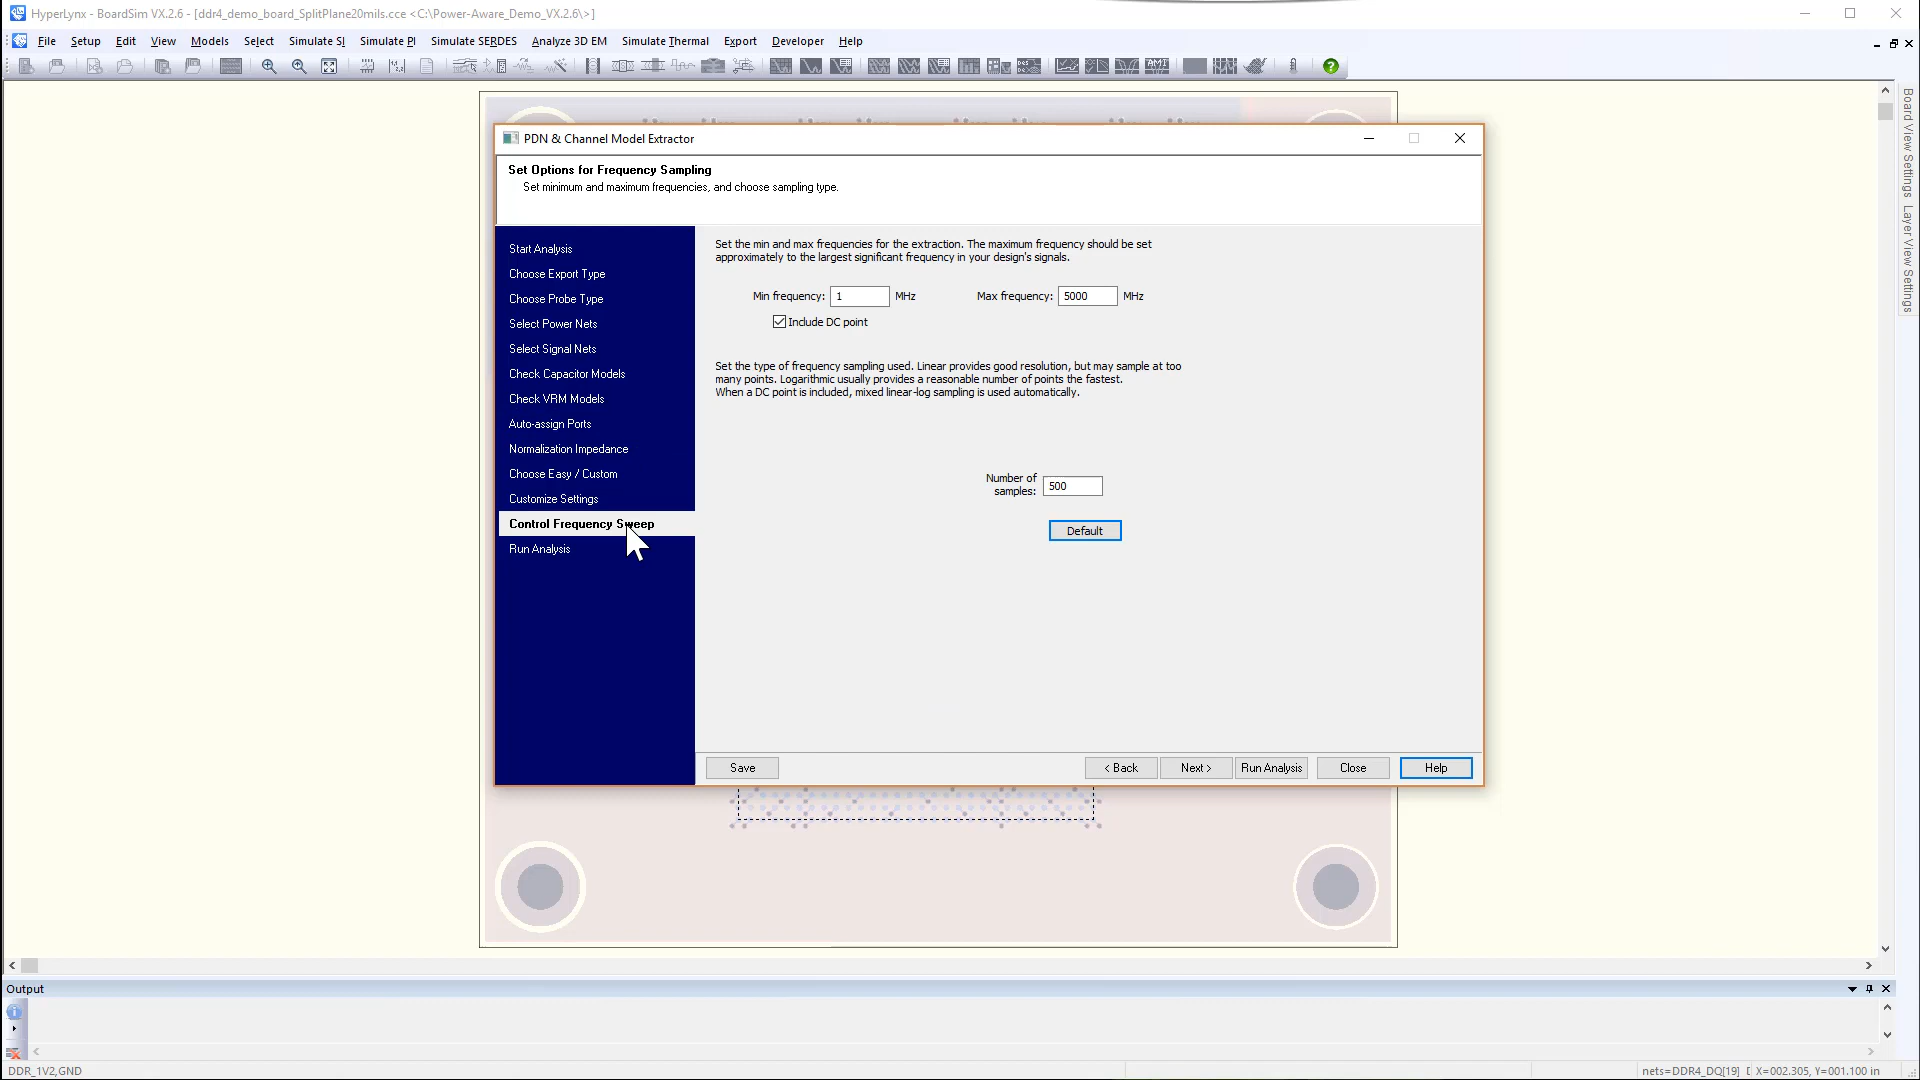 HyperLynx - BoardSim VX.2.6 - [ddr4_demo_board_SplitPlane20mils.cce <C:\Power-Aware_Demo_VX.2.6\>]
File Setup Edit View Models Select Simulate SI Simulate PI Simulate SERDES Analyze 3D EM Simulate Thermal Export Developer Help
AMI
Board View Settings
Layer View Settings
PDN & Channel Model Extractor
Set Options for Frequency Sampling
Set minimum and maximum frequencies, and choose sampling type.
Start Analysis
Choose Export Type
Choose Probe Type
Select Power Nets
Select Signal Nets
Check Capacitor Models
Check VRM Models
Auto-assign Ports
Normalization Impedance
Choose Easy / Custom
Customize Settings
Control Frequency Sweep
Run Analysis
Set the min and max frequencies for the extraction. The maximum frequency should be set
approximately to the largest significant frequency in your design's signals.
Min frequency: 1 MHz Max frequency: 5000 MHz
Include DC point
Set the type of frequency sampling used. Linear provides good resolution, but may sample at too
many points. Logarithmic usually provides a reasonable number of points the fastest.
When a DC point is included, mixed linear-log sampling is used automatically.
Number of
samples: 500
Default
Save < Back Next > Run Analysis Close Help
Output
DDR_1V2,GND nets=DDR4_DQ[19] X=002.305, Y=001.100 in